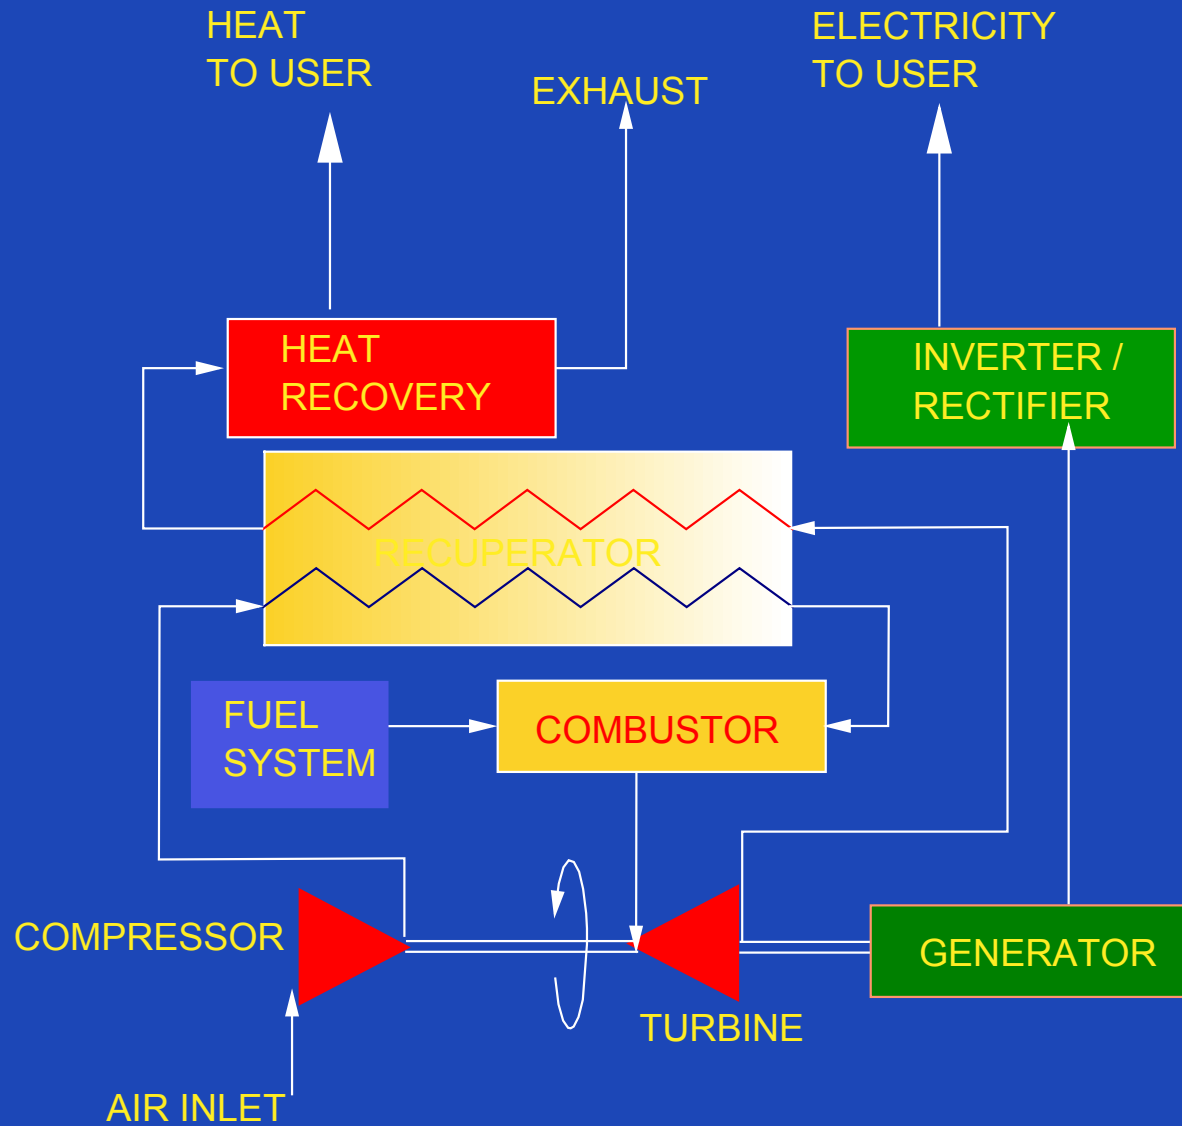 HEAT
TO USER
EXHAUST
ELECTRICITY
TO USER
HEAT
RECOVERY
INVERTER /
RECTIFIER
RECUPERATOR
FUEL
SYSTEM
COMBUSTOR
COMPRESSOR
GENERATOR
TURBINE
AIR INLET